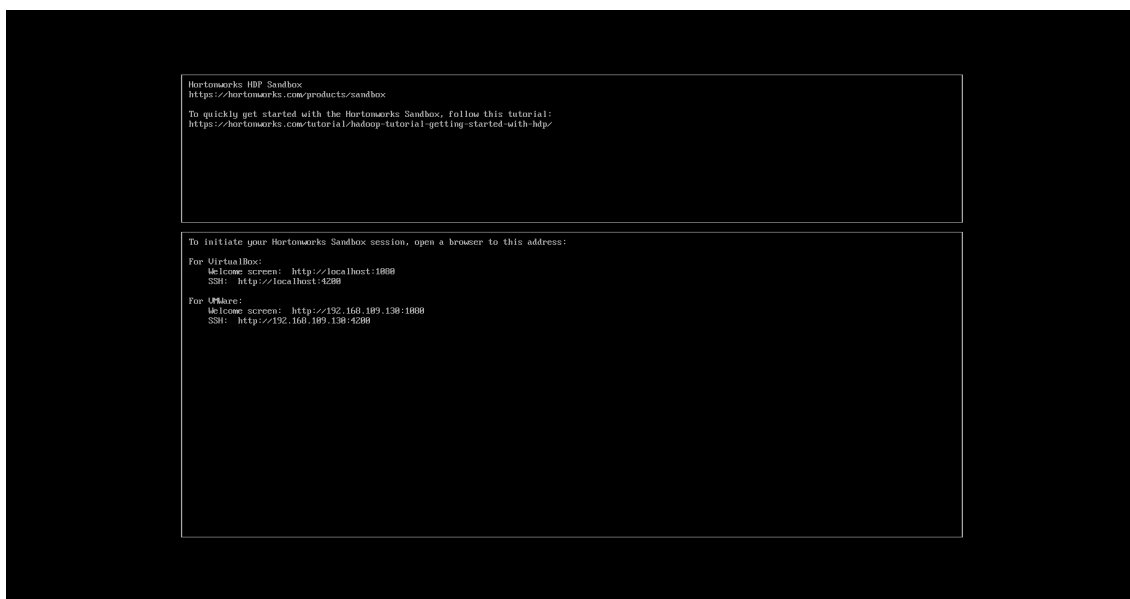 Hortonworks HDP Sandbox
https://hortonworks.com/products/sandbox
To quickly get started with the Hortonworks Sandbox, follow this tutorial:
https://hortonworks.com/tutorial/hadoop-tutorial-getting-started-with-hdp/
To initiate your Hortonworks Sandbox session, open a browser to this address:
For VirtualBox:
Welcome screen: http://localhost:1080
SSH: http://localhost:4200
For VMWare:
Welcome screen: http://192.168.109.130:1080
SSH: http://192.168.109.130:4200